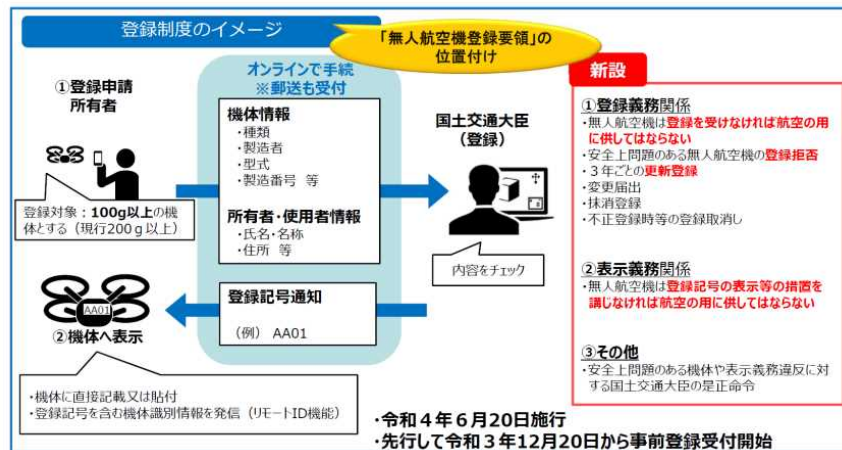 登録制度のイメージ
「無人航空機登録要領」の
位置付け
①登録申請
所有者
登録対象：100g以上の機
体とする（現行200ｇ以上）
オンラインで手続
※郵送も受付
機体情報
・種類
・製造者
・型式
・製造番号 等
所有者・使用者情報
・氏名・名称
・住所 等
国土交通大臣
（登録）
内容をチェック
登録記号通知
（例） AA01
AA01
②機体へ表示
・機体に直接記載又は貼付
・登録記号を含む機体識別情報を発信（リモートID機能）
新設
①登録義務関係
・無人航空機は登録を受けなければ航空の用
に供してはならない
・安全上問題のある無人航空機の登録拒否
・３年ごとの更新登録
・変更届出
・抹消登録
・不正登録時等の登録取消し
②表示義務関係
・無人航空機は登録記号の表示等の措置を
講じなければ航空の用に供してはならない
③その他
・安全上問題のある機体や表示義務違反に対
する国土交通大臣の是正命令
・令和４年６月20日施行
・先行して令和３年12月20日から事前登録受付開始